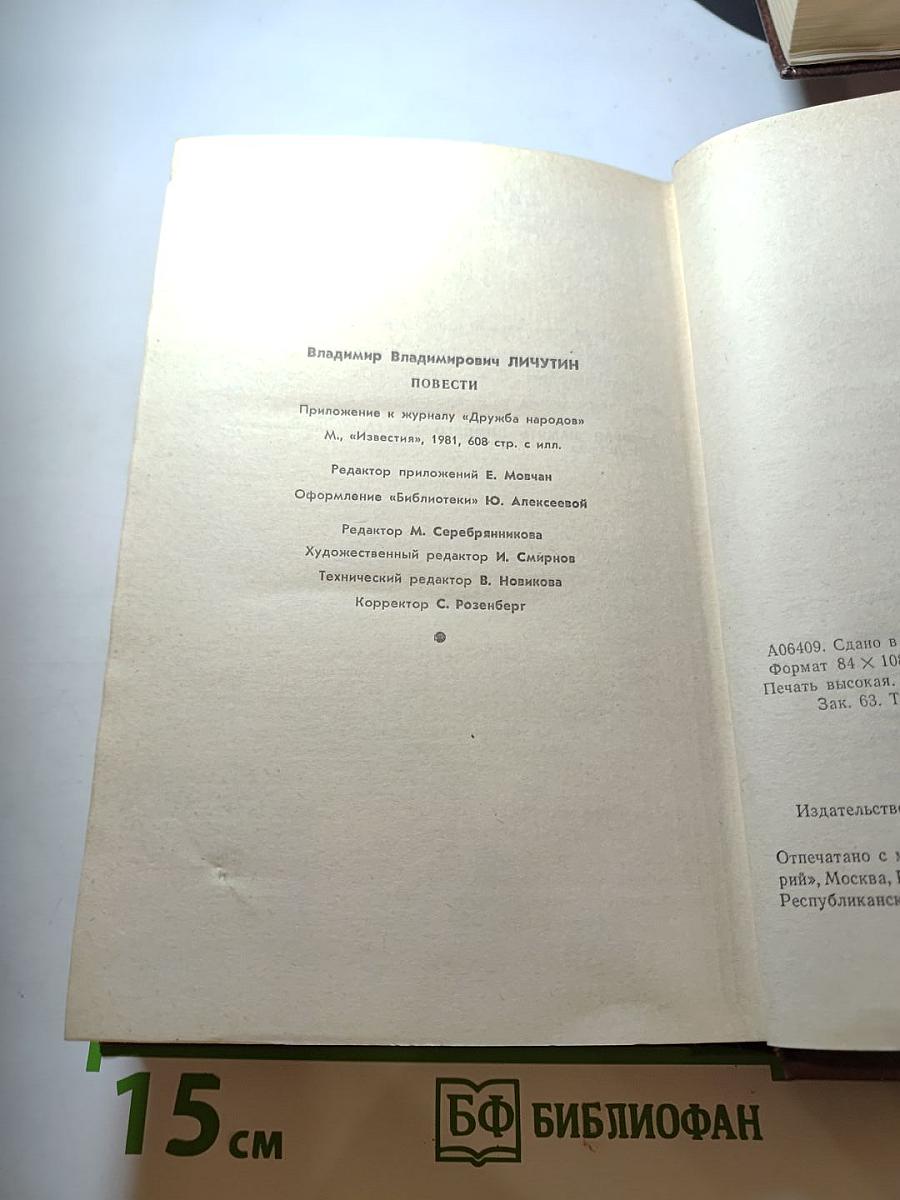 Владимир Владимирович ЛИЧУТИН
ПОВЕСТИ
Приложение к журналу «Дружба народов»
М., «Известия», 1981, 608 стр. с илл.
Редактор приложений Е. Мовчан
Оформление «Библиотеки» Ю. Алексеевой
Редактор М. Серебрянникова
Художественный редактор И. Смирнов
Технический редактор В. Новикова
Корректор С. Розенберг
А06409. Сдано в
Формат 84 × 108
Печать высокая.
Зак. 63. Т
Издательство
Отпечатано с
рий», Москва,
Республиканск
15 см
БФ БИБЛИОФАН